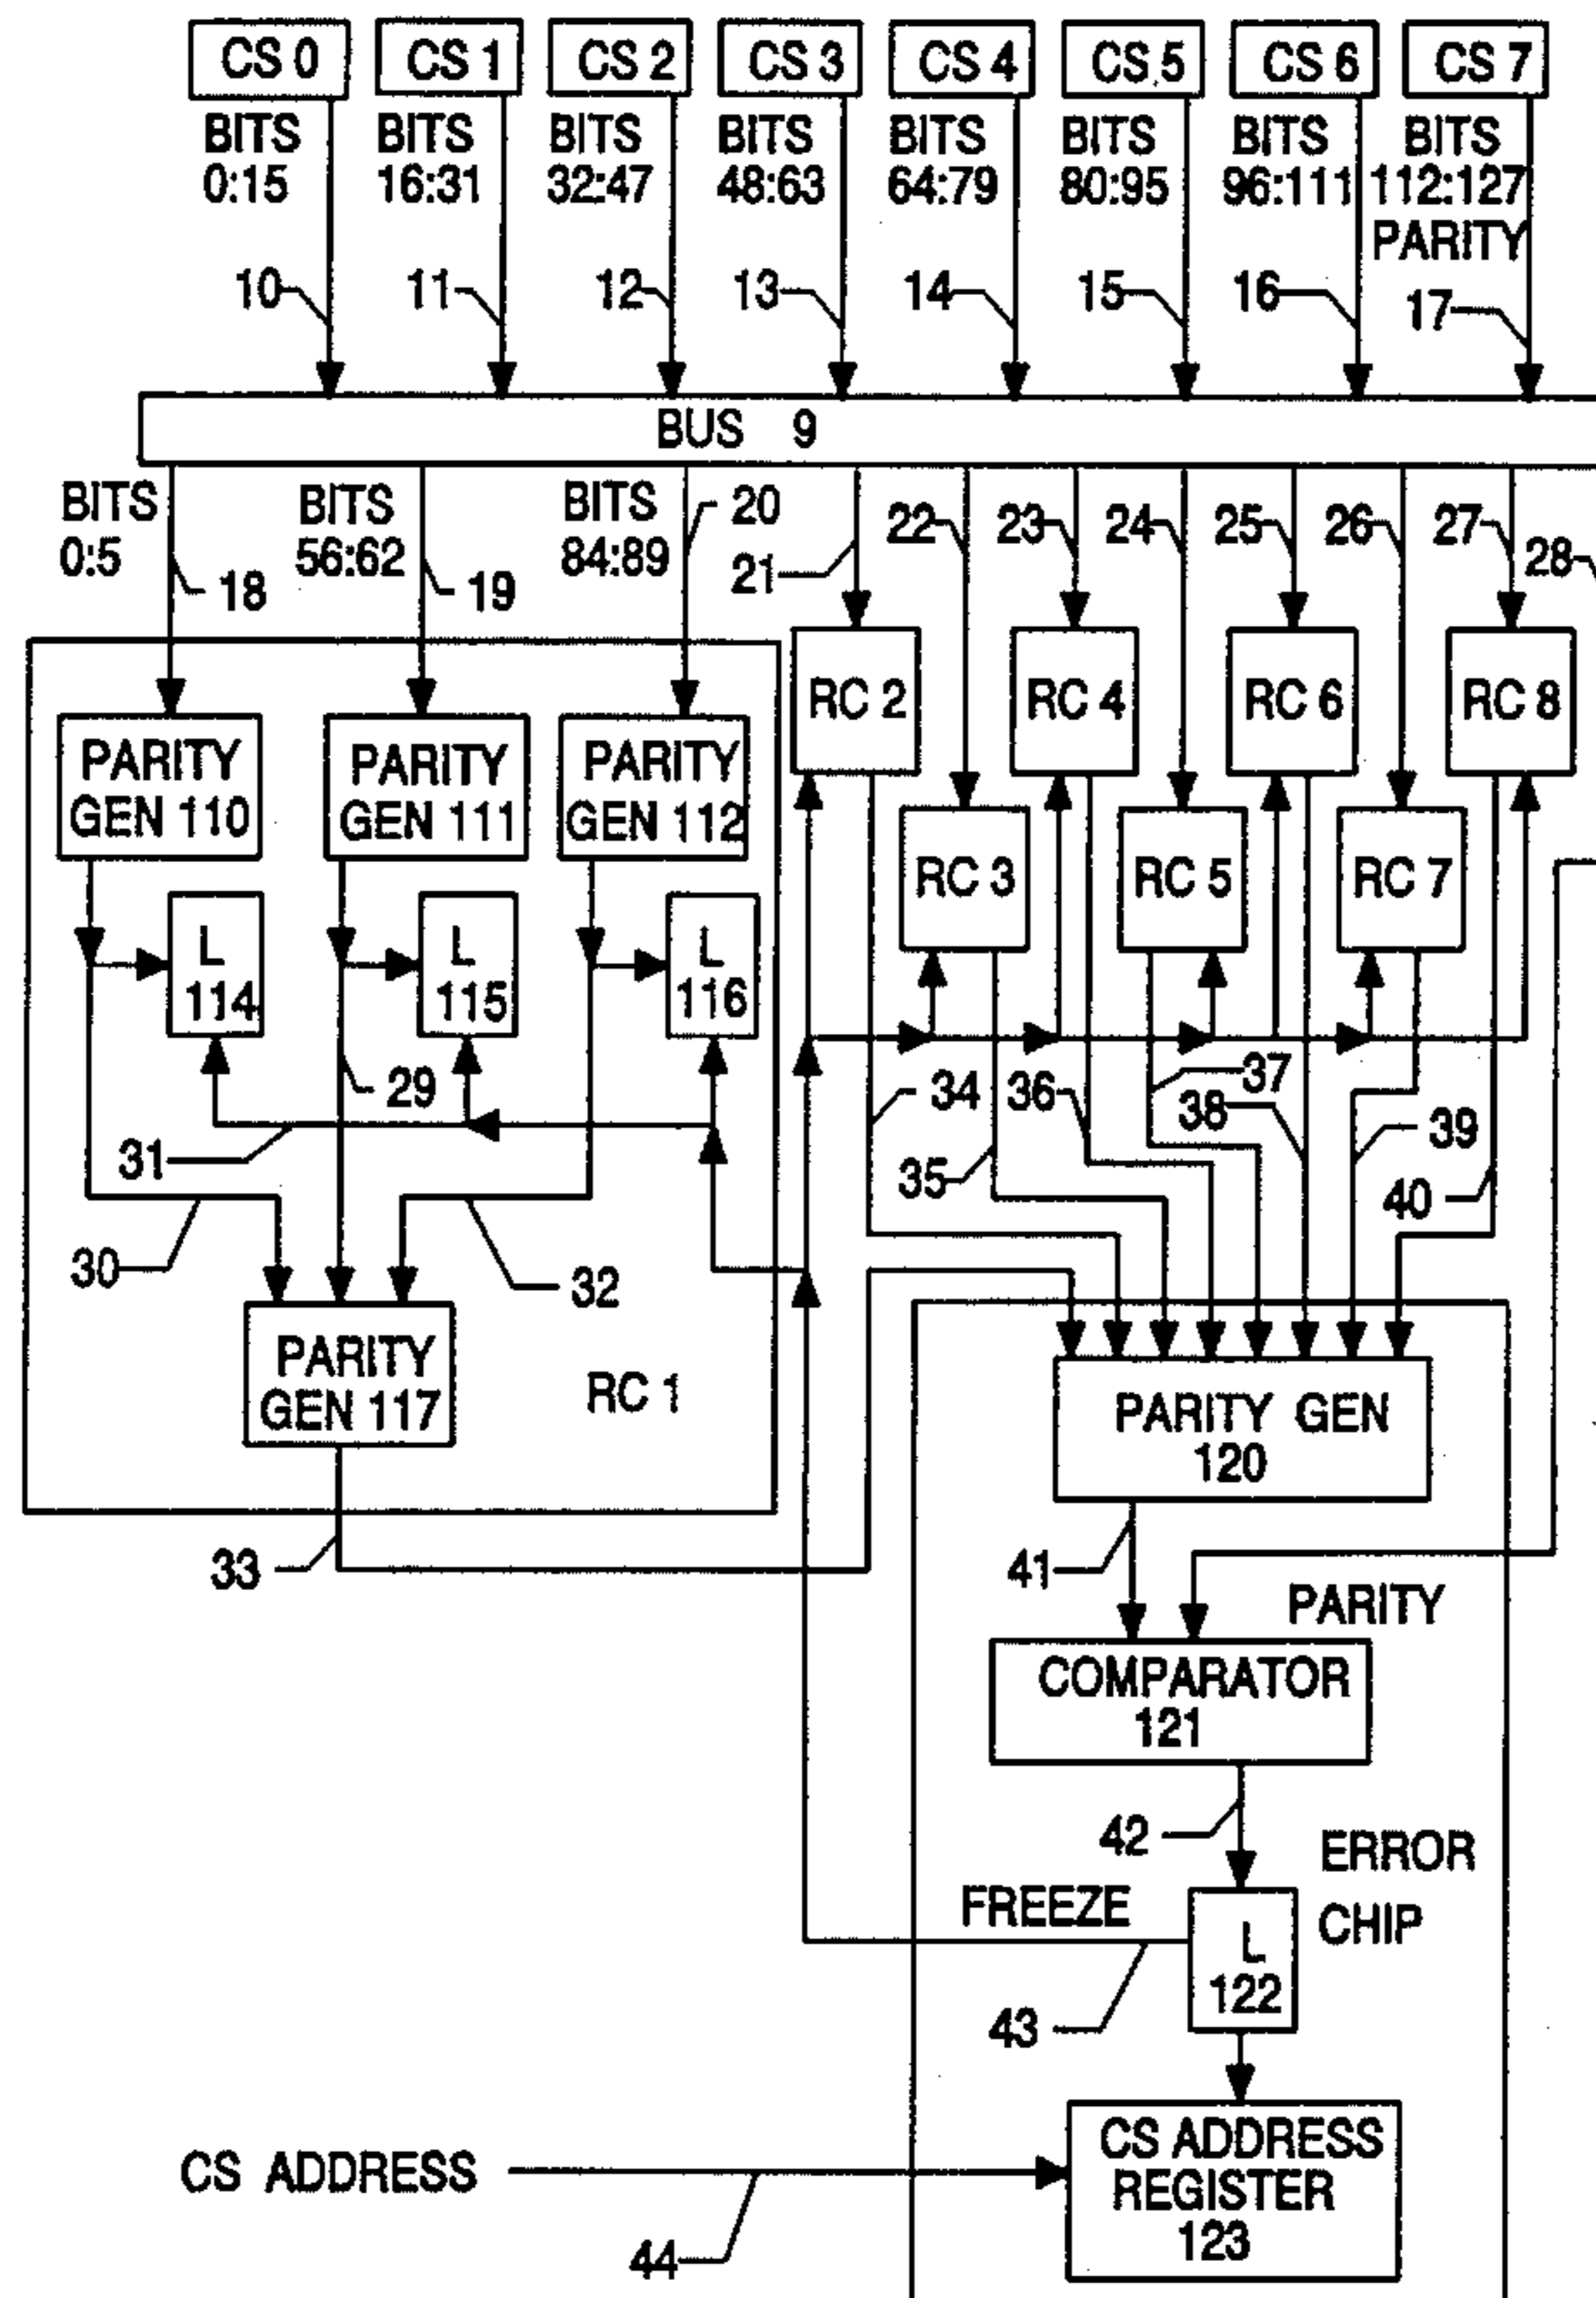 CS 0
CS 1
CS 2
CS 3
CS 4
CS 5
CS 6
CS 7
BITS
0:15
BITS
16:31
BITS
32:47
BITS
48:63
BITS
64:79
BITS
80:95
BITS
96:111
BITS
112:127
PARITY
10
11
12
13
14
15
16
17
BUS 9
BITS
0:5
18
BITS
56:62
19
BITS
84:89
20
21
22
23
24
25
26
27
28
PARITY
GEN 110
PARITY
GEN 111
PARITY
GEN 112
RC 2
RC 4
RC 6
RC 8
RC 3
RC 5
RC 7
L
114
L
115
L
116
29
31
30
32
34
36
37
38
35
39
40
PARITY
GEN 117
RC 1
33
PARITY GEN
120
41
PARITY
COMPARATOR
121
42
ERROR
CHIP
FREEZE
L
122
43
CS ADDRESS
44
CS ADDRESS
REGISTER
123